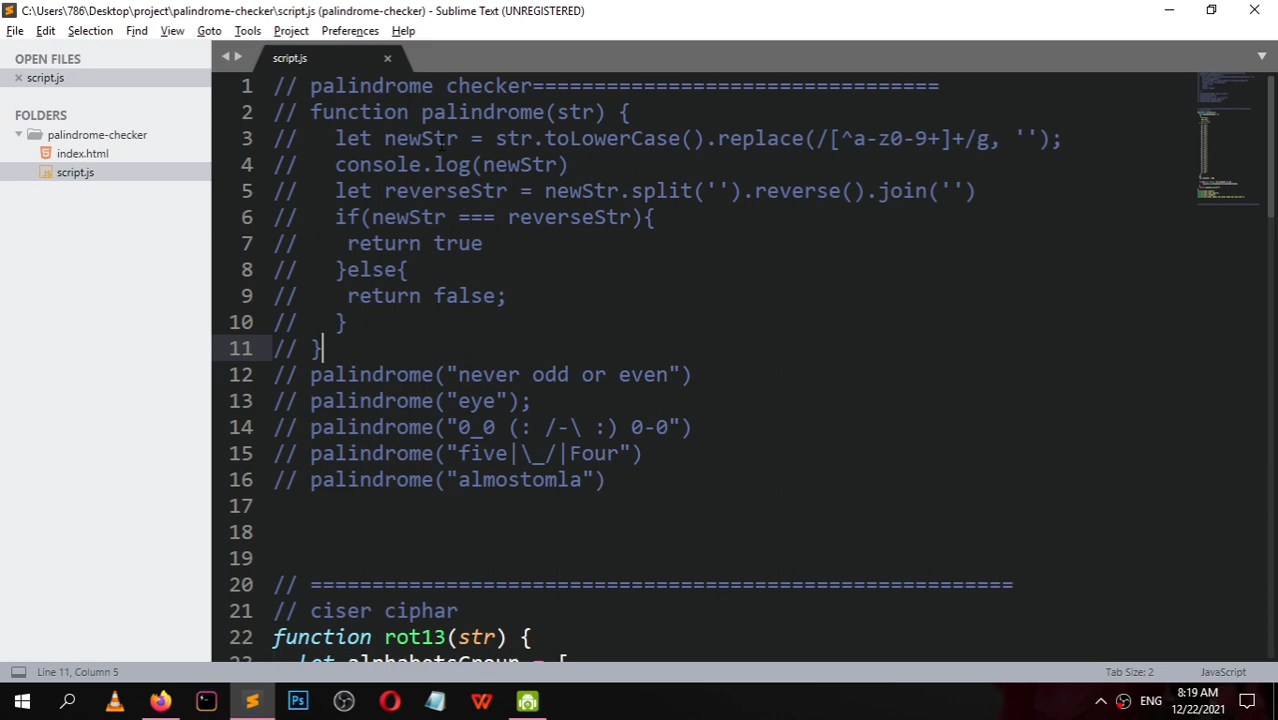 C:\Users\786\Desktop\project\palindrome-checker\script.js (palindrome-checker) - Sublime Text (UNREGISTERED)
File Edit Selection Find View Goto Tools Project Preferences Help
OPEN FILES
script.js
FOLDERS
palindrome-checker
index.html
script.js
script.js
1 // palindrome checker=================================
2 // function palindrome(str) {
3 //   let newStr = str.toLowerCase().replace(/[^a-z0-9+]+/g, '');
4 //   console.log(newStr)
5 //   let reverseStr = newStr.split('').reverse().join('')
6 //   if(newStr === reverseStr){
7 //    return true
8 //   }else{
9 //    return false;
10 //   }
11 // }
12 // palindrome("never odd or even")
13 // palindrome("eye");
14 // palindrome("0_0 (: /-\ :) 0-0")
15 // palindrome("five|\_/|Four")
16 // palindrome("almostomla")
17
18
19
20 // =========================================================
21 // ciser ciphar
22 function rot13(str) {
23 let alphabetsGroup = [
Line 11, Column 5
Tab Size: 2
JavaScript
ENG
8:19 AM
12/22/2021